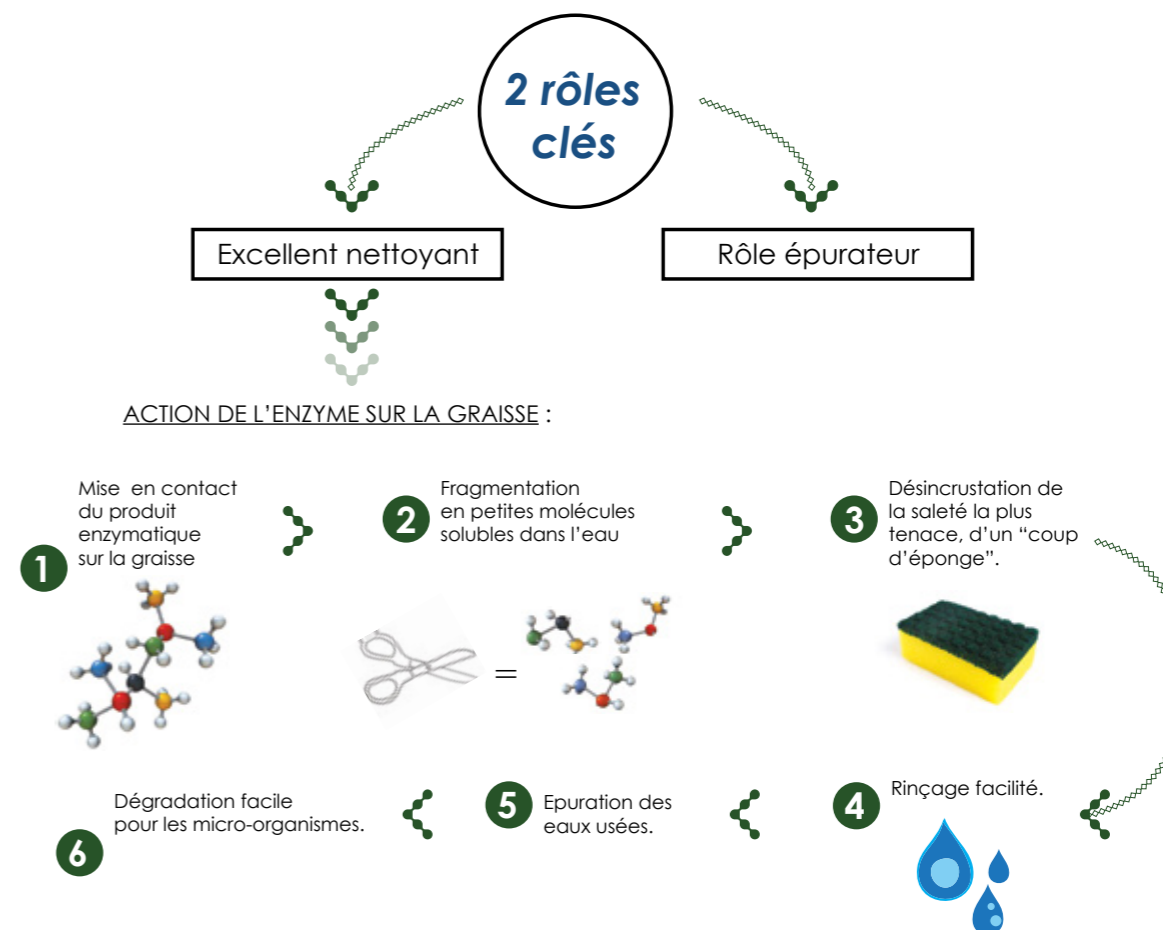 2 rôles
clés
Excellent nettoyant
Rôle épurateur
ACTION DE L'ENZYME SUR LA GRAISSE :
1
Mise en contact
du produit
enzymatique
sur la graisse
2
Fragmentation
en petites molécules
solubles dans l'eau
=
3
Désincrustation de
la saleté la plus
tenace, d'un “coup
d'éponge”.
4
Rinçage facilité.
5
Epuration des
eaux usées.
6
Dégradation facile
pour les micro-organismes.